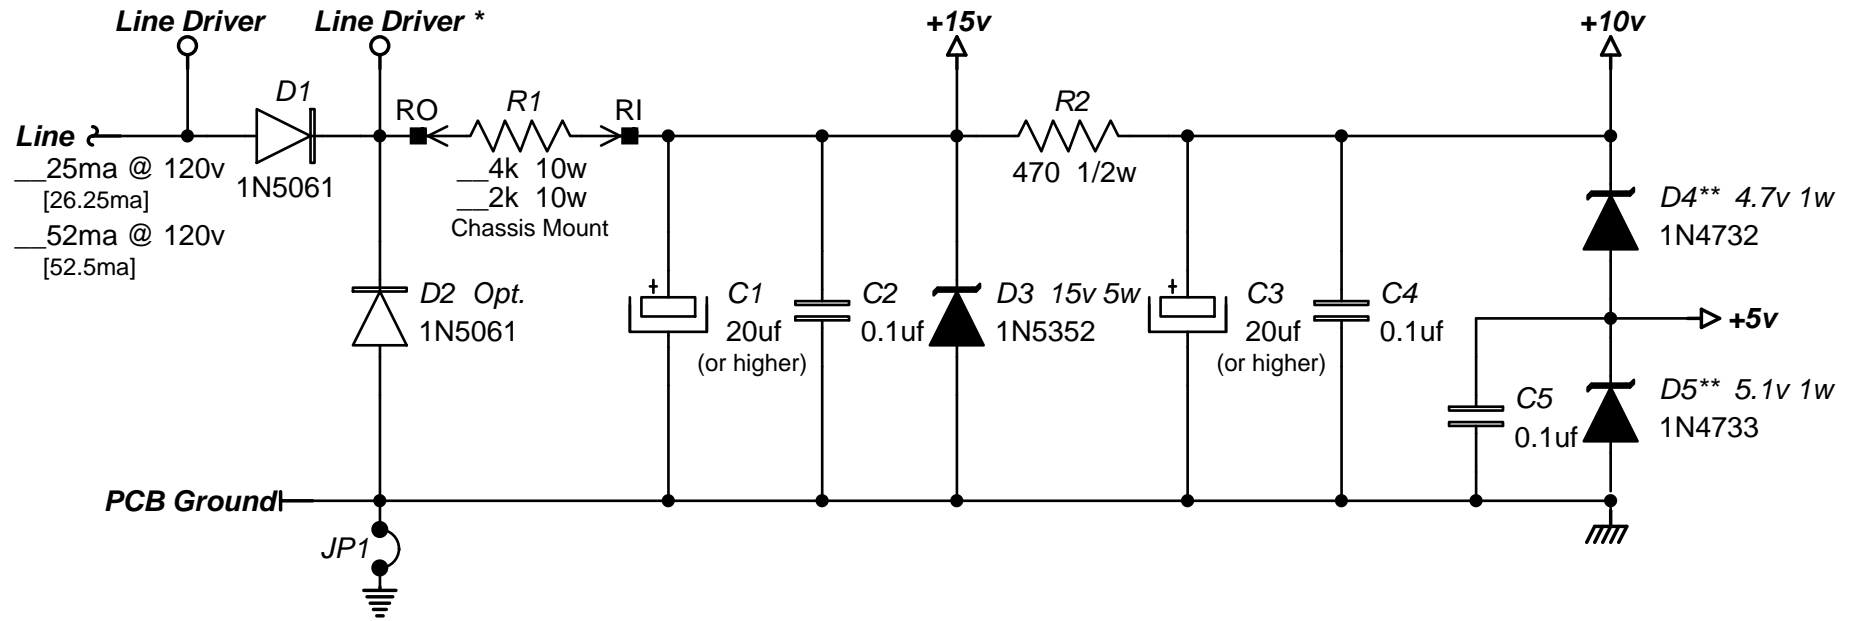 Line Driver
Line Driver *
+15v
+10v
D1
RO
R1
RI
R2
Line
__25ma @ 120v
[26.25ma]
__52ma @ 120v
[52.5ma]
1N5061
__4k 10w
__2k 10w
Chassis Mount
470 1/2w
D4** 4.7v 1w
1N4732
D2 Opt.
1N5061
+
C1
20uf
(or higher)
C2
0.1uf
D3 15v 5w
1N5352
+
C3
20uf
(or higher)
C4
0.1uf
+5v
C5
0.1uf
D5** 5.1v 1w
1N4733
PCB Ground
JP1